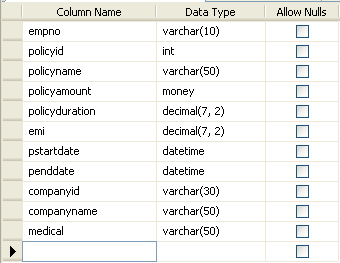 Column Name Data Type Allow Nulls
empno varchar(10)
policyid int
policyname varchar(50)
policyamount money
policyduration decimal(7, 2)
emi decimal(7, 2)
pstartdate datetime
penddate datetime
companyid varchar(30)
companyname varchar(50)
medical varchar(50)